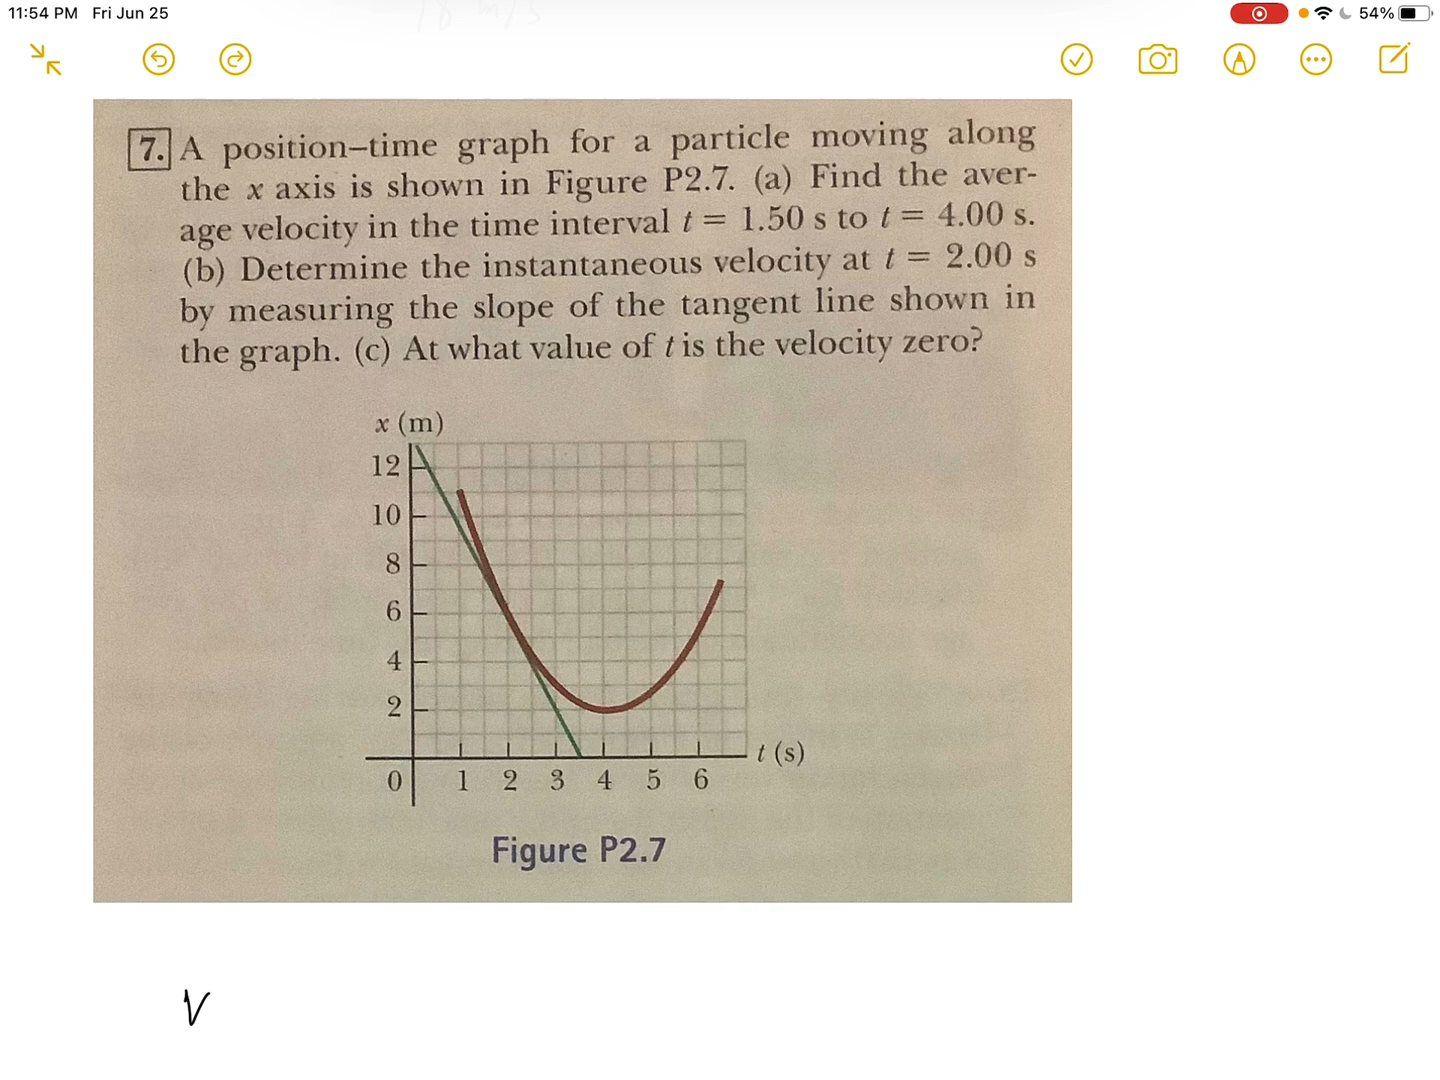 11:54 PM Fri Jun 25
54%
7. A position–time graph for a particle moving along
the x axis is shown in Figure P2.7. (a) Find the aver-
age velocity in the time interval t = 1.50 s to t = 4.00 s.
(b) Determine the instantaneous velocity at t = 2.00 s
by measuring the slope of the tangent line shown in
the graph. (c) At what value of t is the velocity zero?
x (m)
12
10
8
6
4
2
t (s)
0 1 2 3 4 5 6
Figure P2.7
V